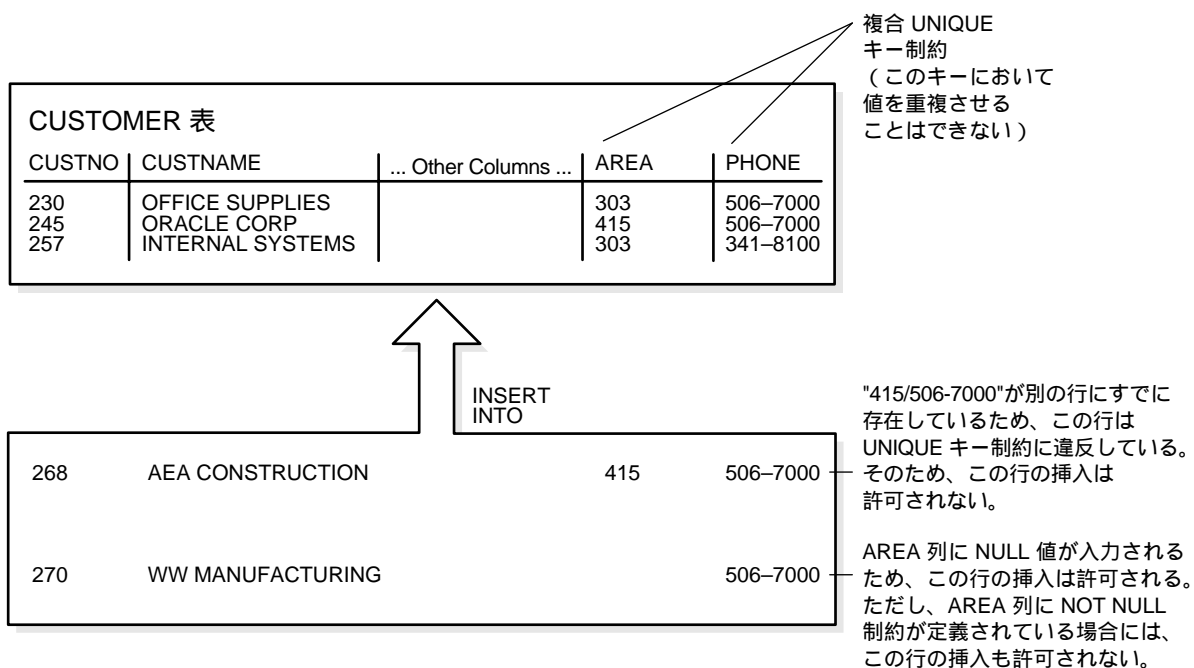 複合 UNIQUE
キー制約
（このキーにおいて
値を重複させる
ことはできない）
CUSTOMER 表
CUSTNO CUSTNAME ... Other Columns ... AREA PHONE
230 OFFICE SUPPLIES 303 506–7000
245 ORACLE CORP 415 506–7000
257 INTERNAL SYSTEMS 303 341–8100
INSERT
INTO
268 AEA CONSTRUCTION 415 506–7000
"415/506-7000"が別の行にすでに
存在しているため、この行は
UNIQUE キー制約に違反している。
そのため、この行の挿入は
許可されない。
270 WW MANUFACTURING 506–7000
AREA 列に NULL 値が入力される
ため、この行の挿入は許可される。
ただし、AREA 列に NOT NULL
制約が定義されている場合には、
この行の挿入も許可されない。